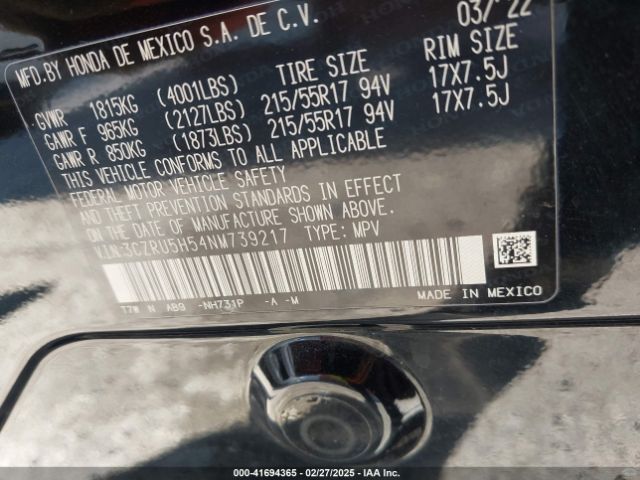 MFD.BY HONDA DE MEXICO S.A. DE C.V. 03/ 22
TIRE SIZE RIM SIZE
GVWR 1815KG (4001LBS)
GAWR F 965KG (2127LBS) 215/55R17 94V 17X7.5J
GAWR R 850KG (1873LBS) 215/55R17 94V 17X7.5J
THIS VEHICLE CONFORMS TO ALL APPLICABLE
FEDERAL MOTOR VEHICLE SAFETY
AND THEFT PREVENTION STANDARDS IN EFFECT
ON THE DATE OF MANUFACTURE SHOWN ABOVE.
VIN:3CZRU5H54NM739217 TYPE: MPV
T7W N ABG -NH731P -A -M MADE IN MEXICO
000-41694365 - 02/27/2025 - IAA Inc.